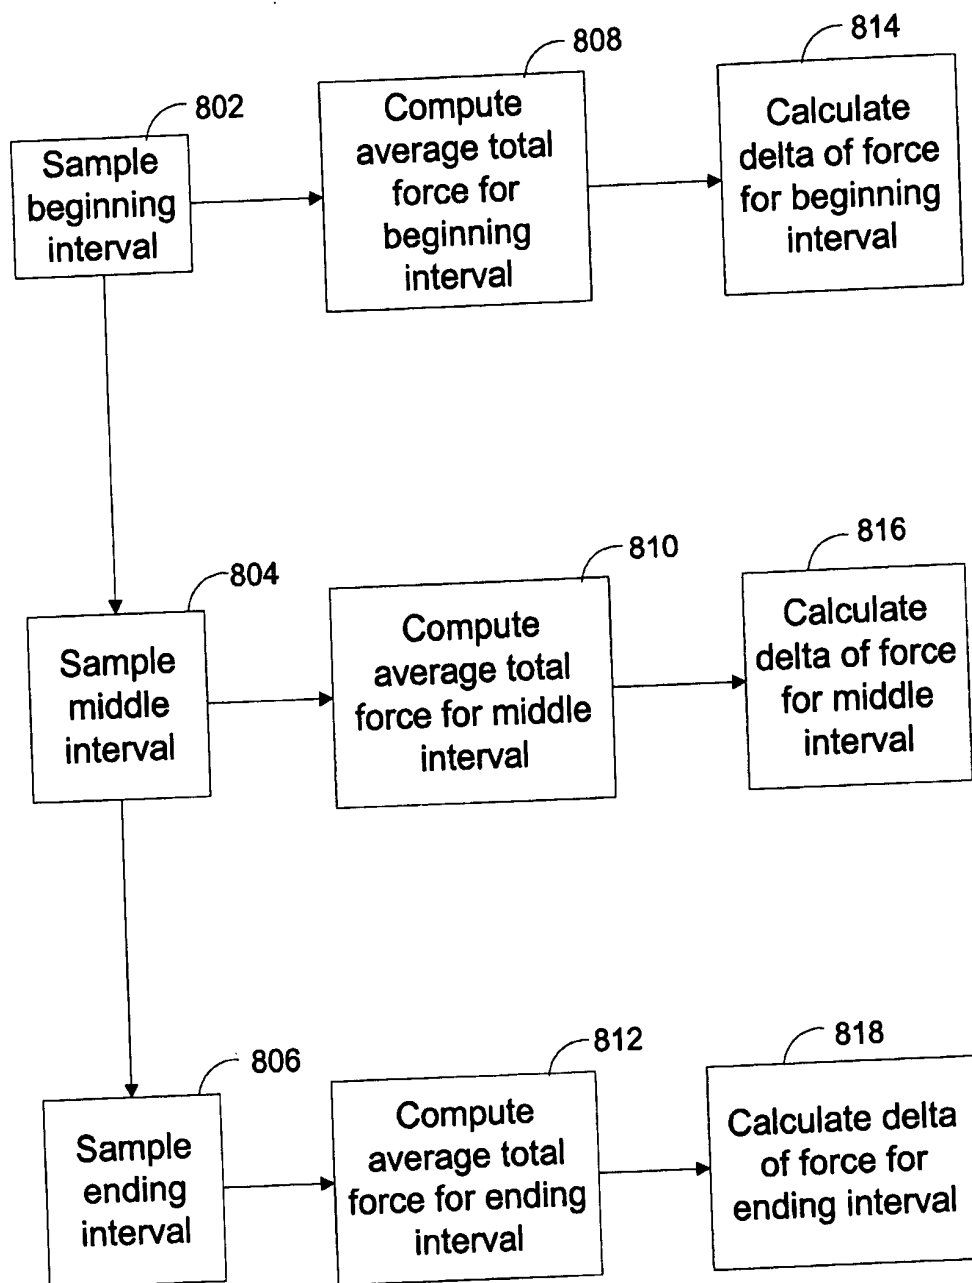 802
Sample
beginning
interval
808
Compute
average total
force for
beginning
interval
814
Calculate
delta of force
for beginning
interval
804
Sample
middle
interval
810
Compute
average total
force for middle
interval
816
Calculate
delta of force
for middle
interval
806
Sample
ending
interval
812
Compute
average total
force for ending
interval
818
Calculate delta
of force for
ending interval